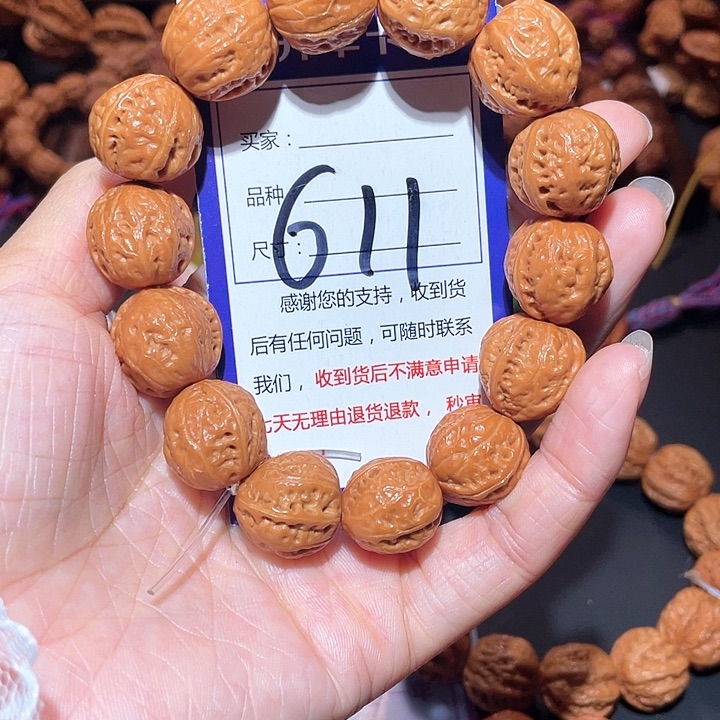 买家：
品种
611
尺寸：
感谢您的支持，收到货
后有任何问题，可随时联系
我们，收到货后不满意申请
七天无理由退货退款，秒审